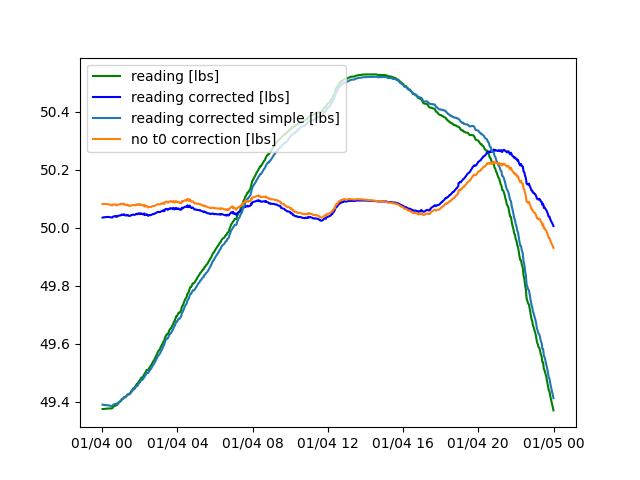 reading [lbs]
reading corrected [lbs]
reading corrected simple [lbs]
no t0 correction [lbs]
50.4
50.2
50.0
49.8
49.6
49.4
01/04 00 01/04 04 01/04 08 01/04 12 01/04 16 01/04 20 01/05 00